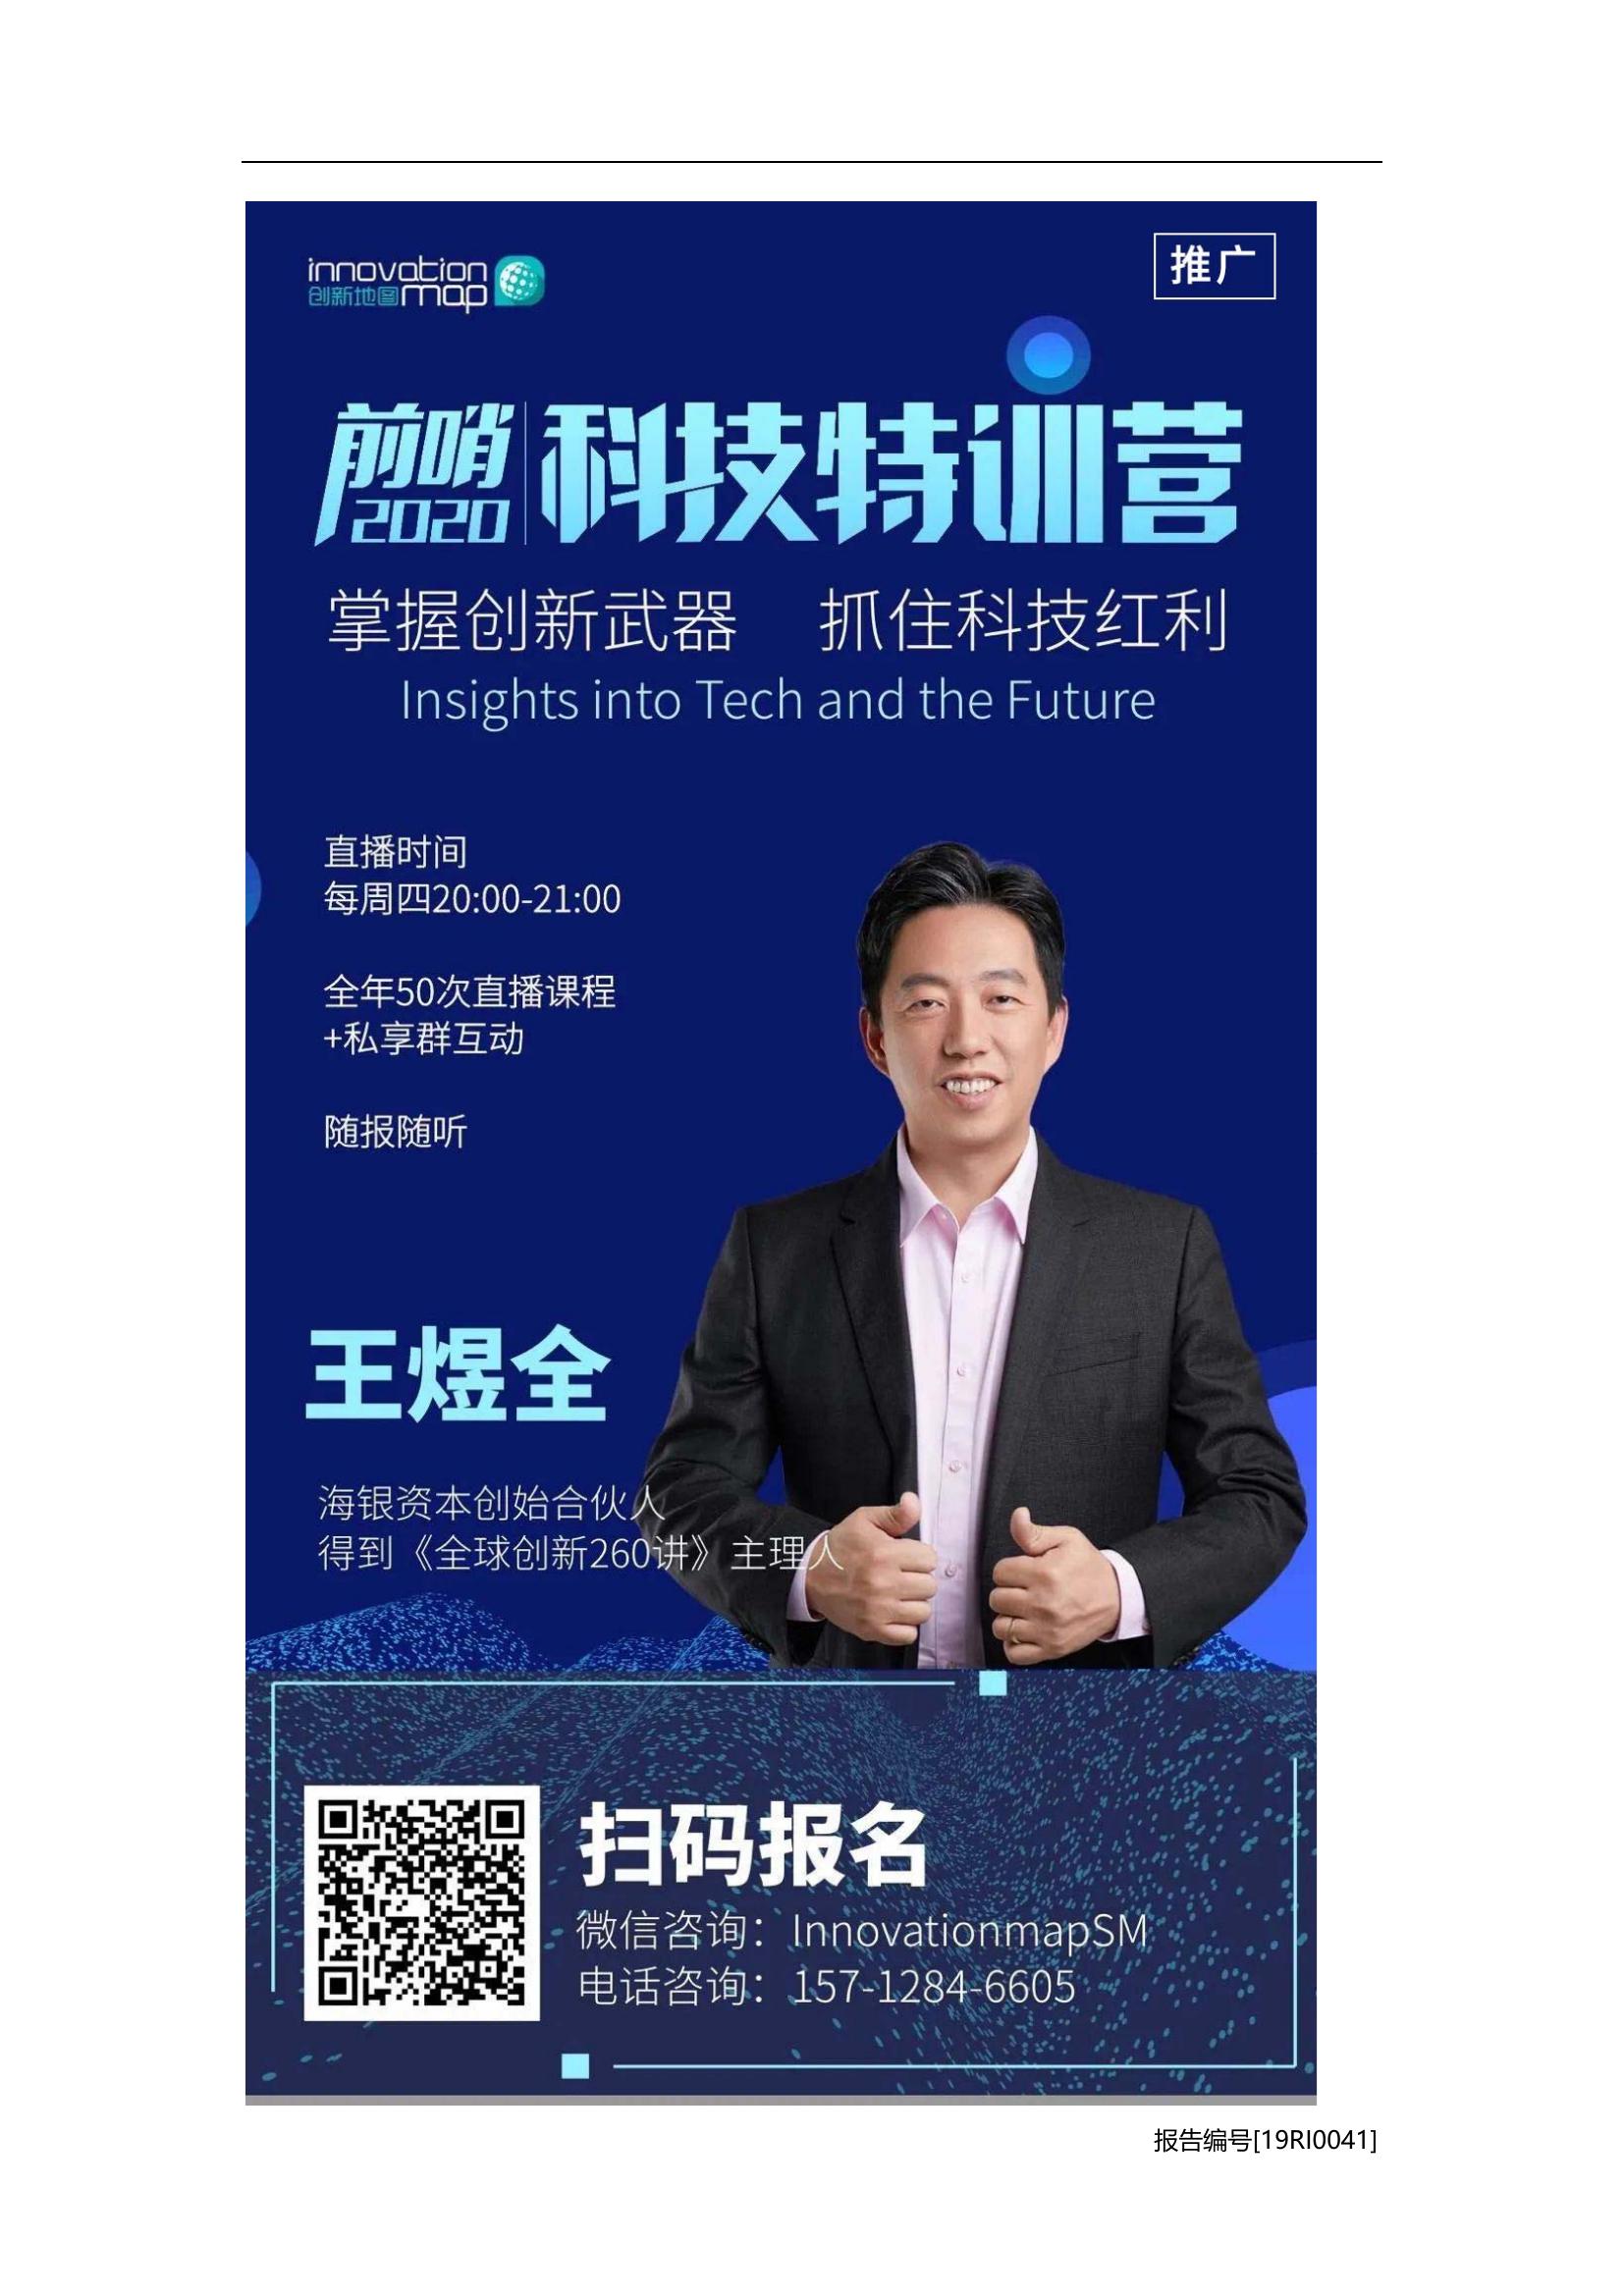 innovation
创新地图map
推广
前哨
2020
科技特训营
掌握创新武器 抓住科技红利
Insights into Tech and the Future
直播时间
每周四20:00-21:00
全年50次直播课程
+私享群互动
随报随听
王煜全
海银资本创始合伙人
得到《全球创新260讲》主理人
扫码报名
微信咨询：InnovationmapSM
电话咨询：157-1284-6605
报告编号[19RI0041]